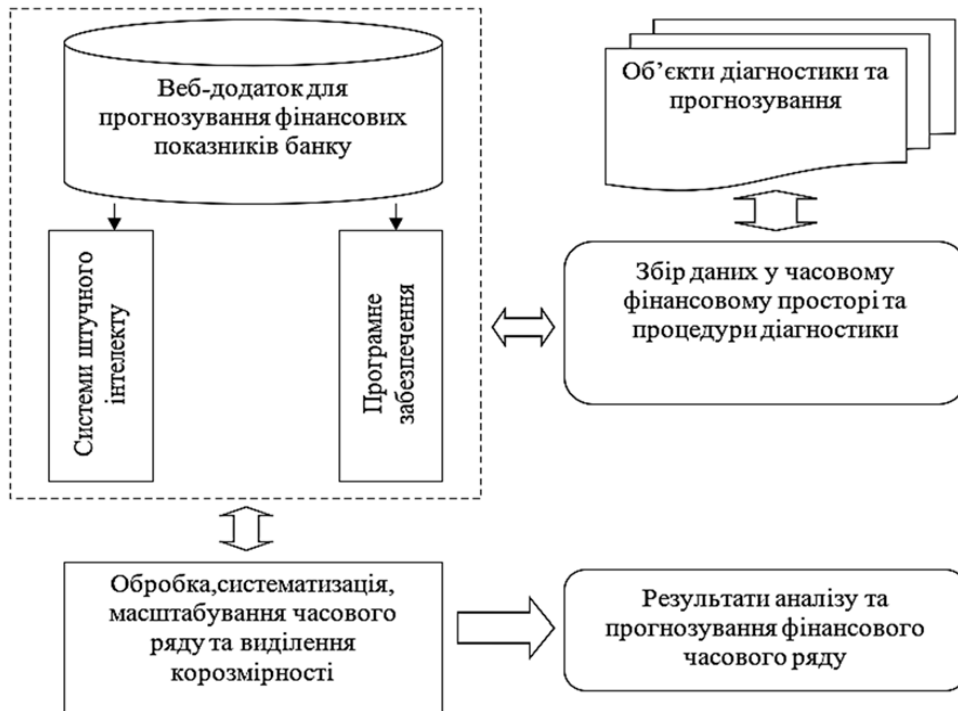 Веб-додаток для
прогнозування фінансових
показників банку
Об’єкти діагностики та
прогнозування
Системи штучного
інтелекту
Програмне
забезпечення
Збір даних у часовому
фінансовому просторі та
процедури діагностики
Обробка,систематизація,
масштабування часового
ряду та виділення
корозмірності
Результати аналізу та
прогнозування фінансового
часового ряду